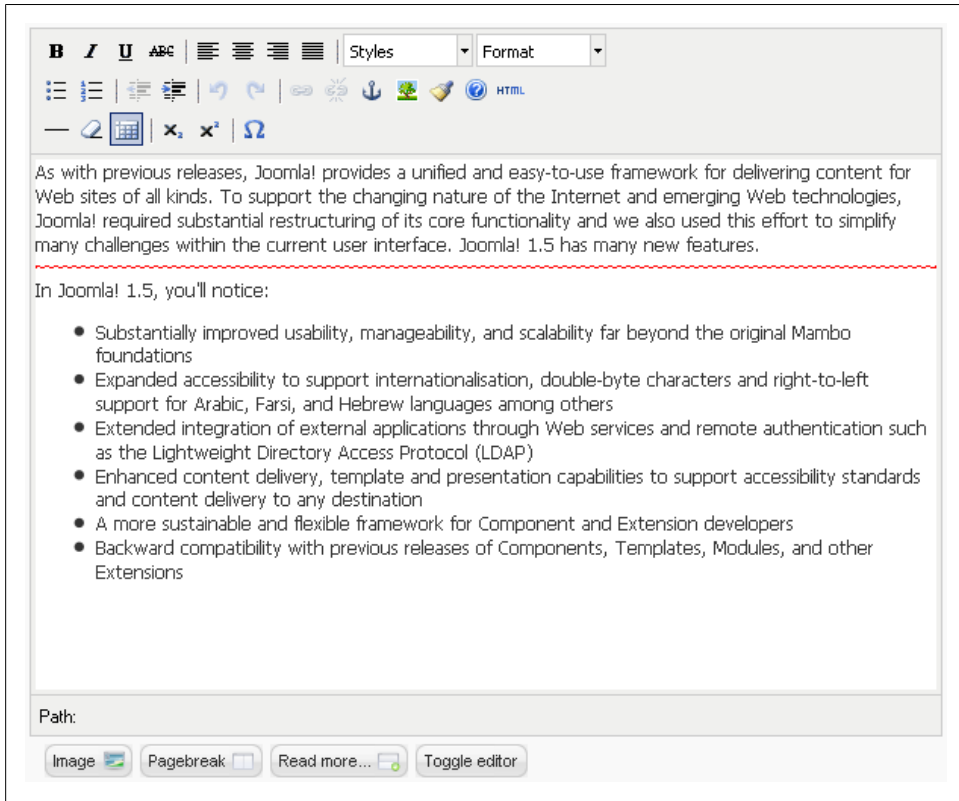 B I U ABC Styles Format
HTML
As with previous releases, Joomla! provides a unified and easy-to-use framework for delivering content for
Web sites of all kinds. To support the changing nature of the Internet and emerging Web technologies,
Joomla! required substantial restructuring of its core functionality and we also used this effort to simplify
many challenges within the current user interface. Joomla! 1.5 has many new features.
In Joomla! 1.5, you'll notice:
● Substantially improved usability, manageability, and scalability far beyond the original Mambo
foundations
● Expanded accessibility to support internationalisation, double-byte characters and right-to-left
support for Arabic, Farsi, and Hebrew languages among others
● Extended integration of external applications through Web services and remote authentication such
as the Lightweight Directory Access Protocol (LDAP)
● Enhanced content delivery, template and presentation capabilities to support accessibility standards
and content delivery to any destination
● A more sustainable and flexible framework for Component and Extension developers
● Backward compatibility with previous releases of Components, Templates, Modules, and other
Extensions
Path:
Image Pagebreak Read more... Toggle editor